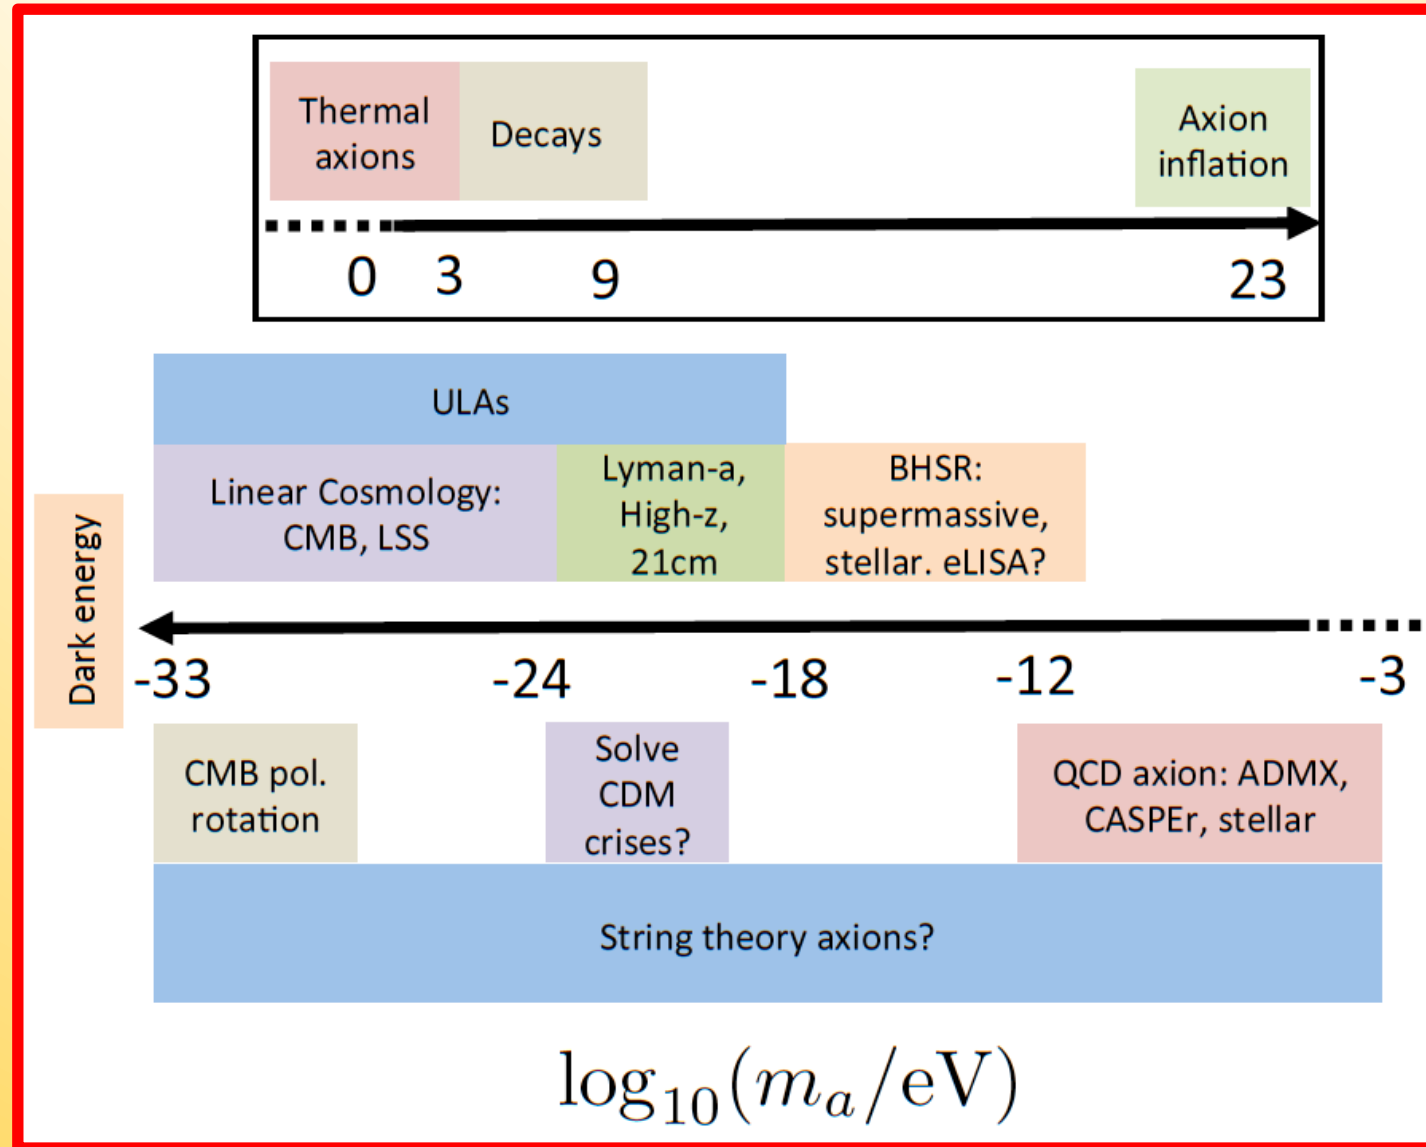 Thermal
axions
Decays
Axion
inflation
0 3 9 23
ULAs
Linear Cosmology:
CMB, LSS
Lyman-a,
High-z,
21cm
BHSR:
supermassive,
stellar. eLISA?
Dark energy
-33 -24 -18 -12 -3
CMB pol.
rotation
Solve
CDM
crises?
QCD axion: ADMX,
CASPEr, stellar
String theory axions?
log₁₀(mₐ/eV)